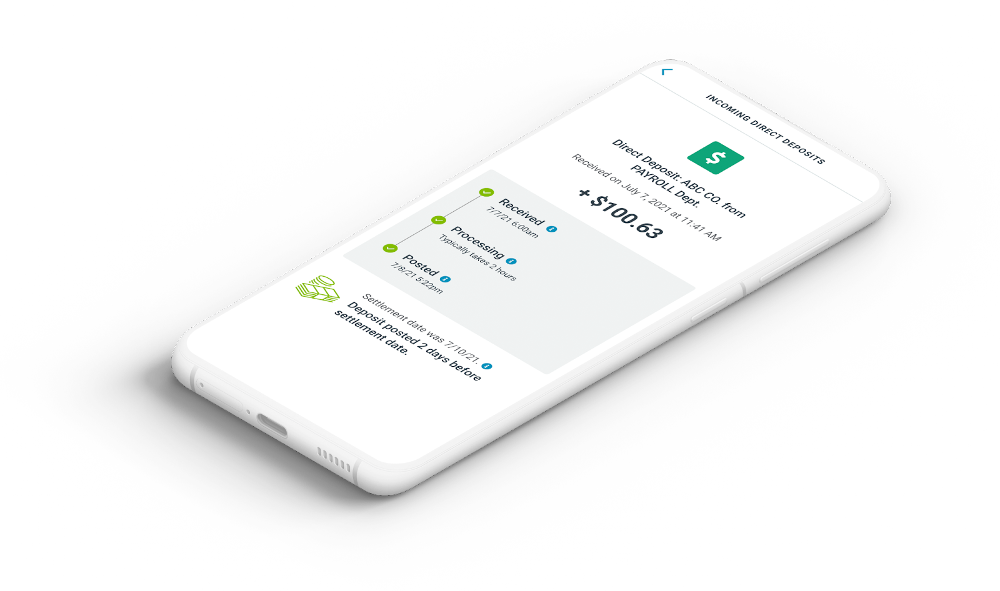 INCOMING DIRECT DEPOSITS
$
Direct Deposit: ABC CO. from
PAYROLL Dept.
Received on July 7, 2021 at 11:41 AM
+ $100.63
Received i
7/7/21 6:00am
Processing i
Typically takes 2 hours
Posted i
7/8/21 5:22pm
Settlement date was 7/10/21. i
Deposit posted 2 days before
settlement date.